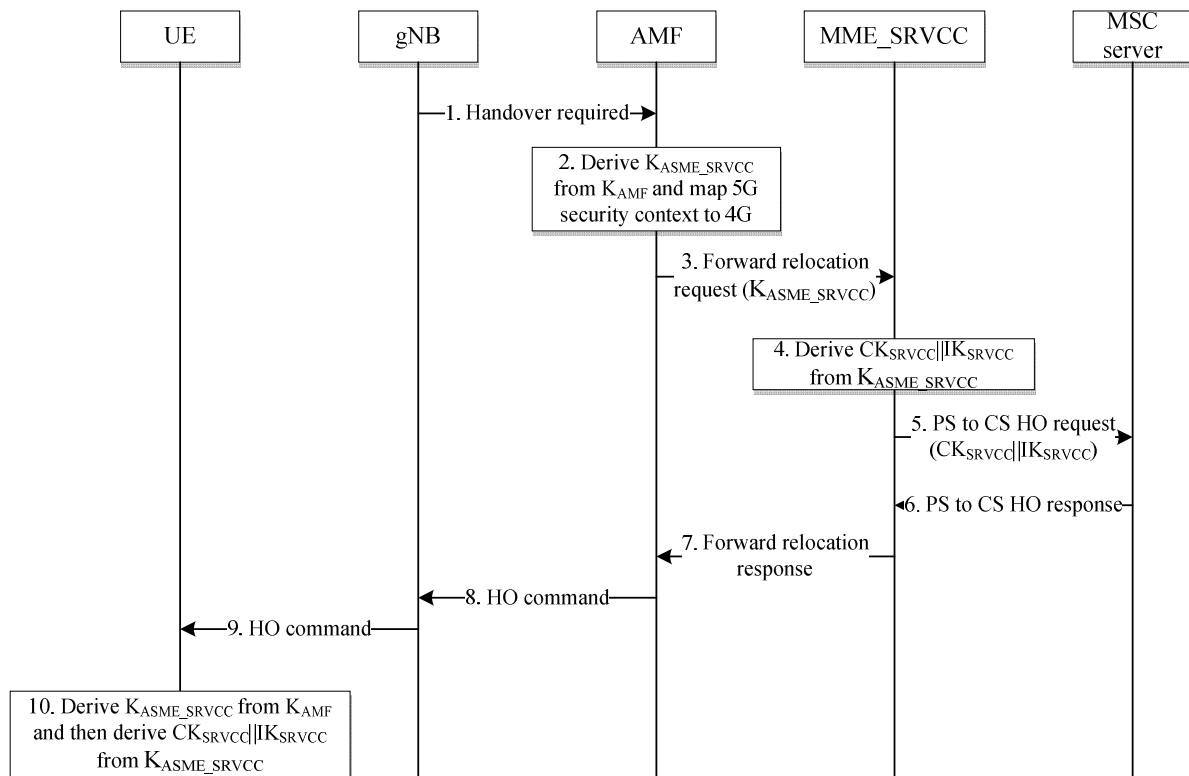 UE
gNB
AMF
MME_SRVCC
MSC
server
1. Handover required
2. Derive KASME_SRVCC
from KAMF and map 5G
security context to 4G
3. Forward relocation
request (KASME_SRVCC)
4. Derive CKSRVCC||IKSRVCC
from KASME_SRVCC
5. PS to CS HO request
(CKSRVCC||IKSRVCC)
6. PS to CS HO response
7. Forward relocation
response
8. HO command
9. HO command
10. Derive KASME_SRVCC from KAMF
and then derive CKSRVCC||IKSRVCC
from KASME_SRVCC